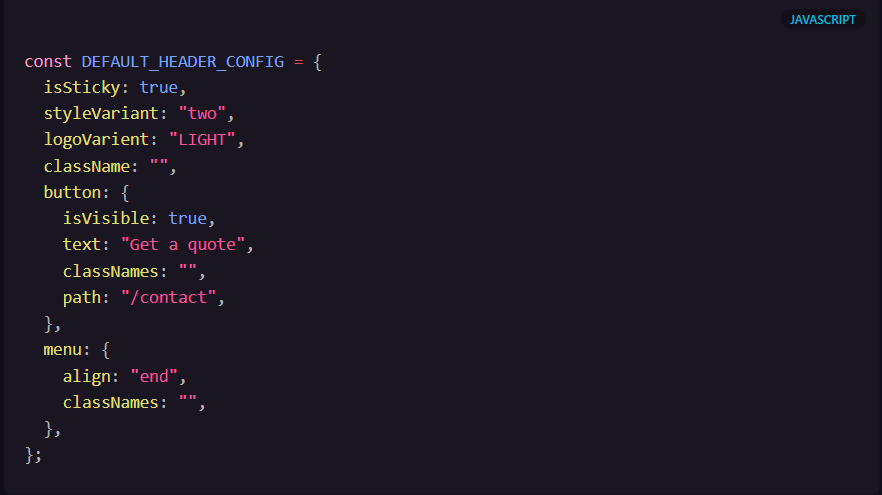 JAVASCRIPT
const DEFAULT_HEADER_CONFIG = {
  isSticky: true,
  styleVariant: "two",
  logoVarient: "LIGHT",
  className: "",
  button: {
    isVisible: true,
    text: "Get a quote",
    classNames: "",
    path: "/contact",
  },
  menu: {
    align: "end",
    classNames: "",
  },
};